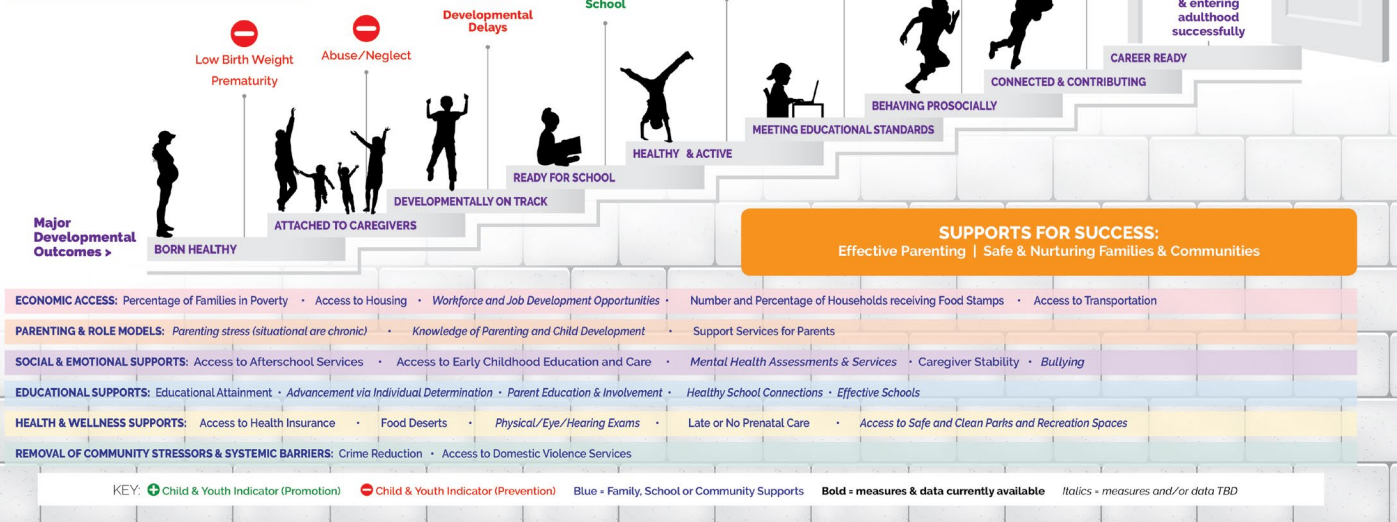 School
Developmental
Delays
& entering
adulthood
successfully
Low Birth Weight
Prematurity
Abuse/Neglect
CAREER READY
CONNECTED & CONTRIBUTING
BEHAVING PROSOCIALLY
MEETING EDUCATIONAL STANDARDS
HEALTHY & ACTIVE
READY FOR SCHOOL
DEVELOPMENTALLY ON TRACK
ATTACHED TO CAREGIVERS
BORN HEALTHY
Major
Developmental
Outcomes >
SUPPORTS FOR SUCCESS:
Effective Parenting | Safe & Nurturing Families & Communities
ECONOMIC ACCESS: Percentage of Families in Poverty • Access to Housing • Workforce and Job Development Opportunities • Number and Percentage of Households receiving Food Stamps • Access to Transportation
PARENTING & ROLE MODELS: Parenting stress (situational are chronic) • Knowledge of Parenting and Child Development • Support Services for Parents
SOCIAL & EMOTIONAL SUPPORTS: Access to Afterschool Services • Access to Early Childhood Education and Care • Mental Health Assessments & Services • Caregiver Stability • Bullying
EDUCATIONAL SUPPORTS: Educational Attainment • Advancement via Individual Determination • Parent Education & Involvement • Healthy School Connections • Effective Schools
HEALTH & WELLNESS SUPPORTS: Access to Health Insurance • Food Deserts • Physical/Eye/Hearing Exams • Late or No Prenatal Care • Access to Safe and Clean Parks and Recreation Spaces
REMOVAL OF COMMUNITY STRESSORS & SYSTEMIC BARRIERS: Crime Reduction • Access to Domestic Violence Services
KEY: Child & Youth Indicator (Promotion) Child & Youth Indicator (Prevention) Blue = Family, School or Community Supports Bold = measures & data currently available Italics = measures and/or data TBD